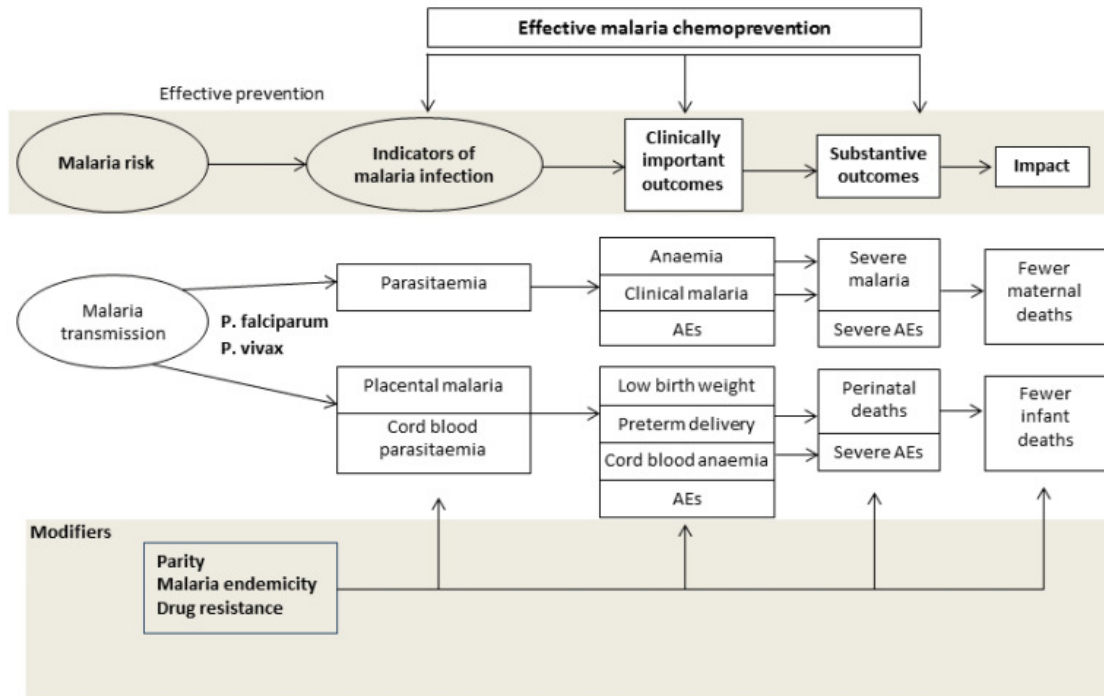 Effective malaria chemoprevention
Effective prevention
Malaria risk
Indicators of
malaria infection
Clinically
important
outcomes
Substantive
outcomes
Impact
Malaria
transmission
P. falciparum
P. vivax
Parasitaemia
Anaemia
Clinical malaria
AEs
Severe
malaria
Severe AEs
Fewer
maternal
deaths
Placental malaria
Cord blood
parasitaemia
Low birth weight
Preterm delivery
Cord blood anaemia
AEs
Perinatal
deaths
Severe AEs
Fewer
infant
deaths
Modifiers
Parity
Malaria endemicity
Drug resistance